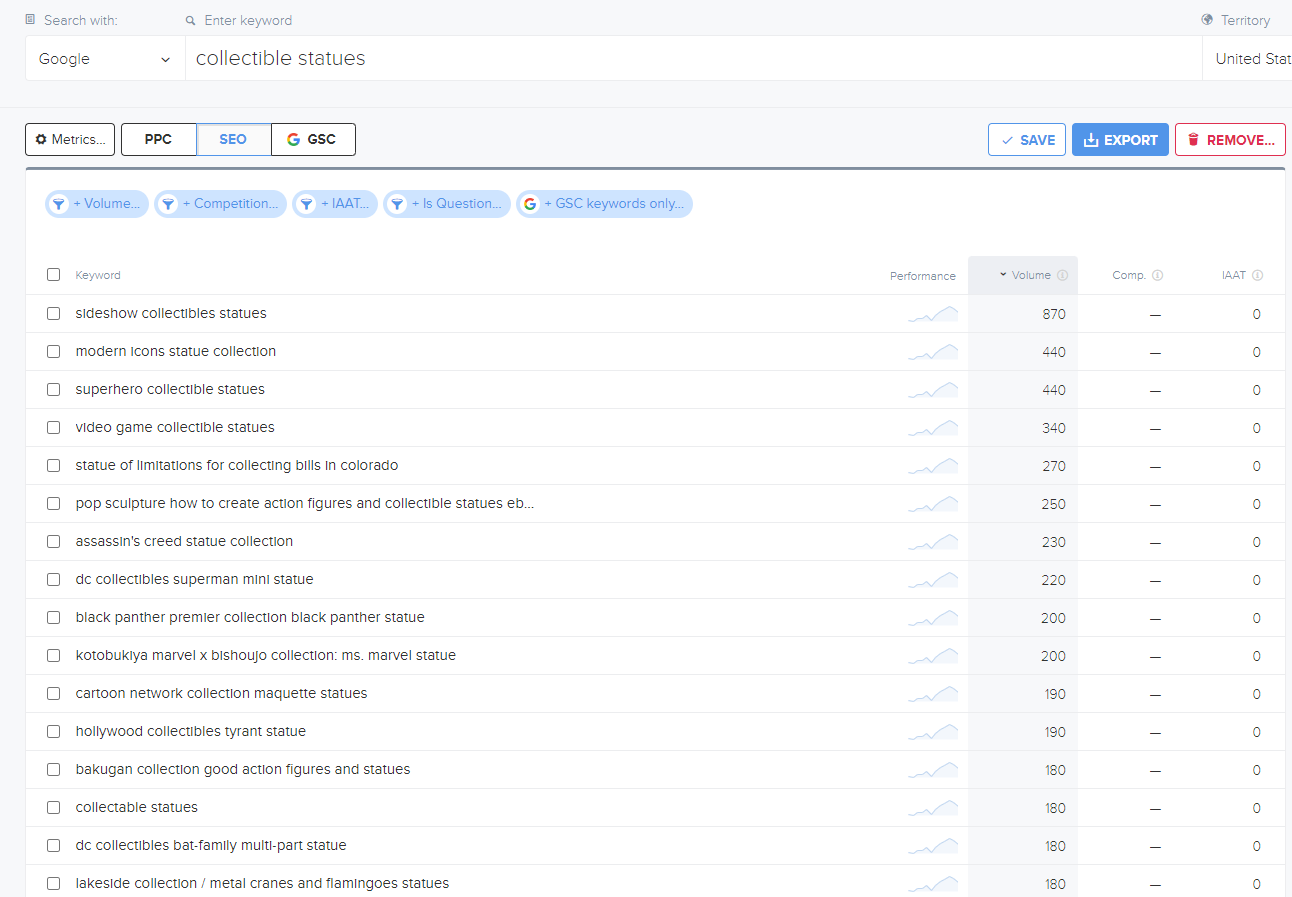 Search with: Enter keyword Territory
Google collectible statues United Stat
Metrics... PPC SEO GSC SAVE EXPORT REMOVE...
+ Volume... + Competition... + IAAT... + Is Question... + GSC keywords only...
Keyword Performance Volume Comp. IAAT
sideshow collectibles statues 870 — 0
modern icons statue collection 440 — 0
superhero collectible statues 440 — 0
video game collectible statues 340 — 0
statue of limitations for collecting bills in colorado 270 — 0
pop sculpture how to create action figures and collectible statues eb... 250 — 0
assassin's creed statue collection 230 — 0
dc collectibles superman mini statue 220 — 0
black panther premier collection black panther statue 200 — 0
kotobukiya marvel x bishoujo collection: ms. marvel statue 200 — 0
cartoon network collection maquette statues 190 — 0
hollywood collectibles tyrant statue 190 — 0
bakugan collection good action figures and statues 180 — 0
collectable statues 180 — 0
dc collectibles bat-family multi-part statue 180 — 0
lakeside collection / metal cranes and flamingoes statues 180 — 0